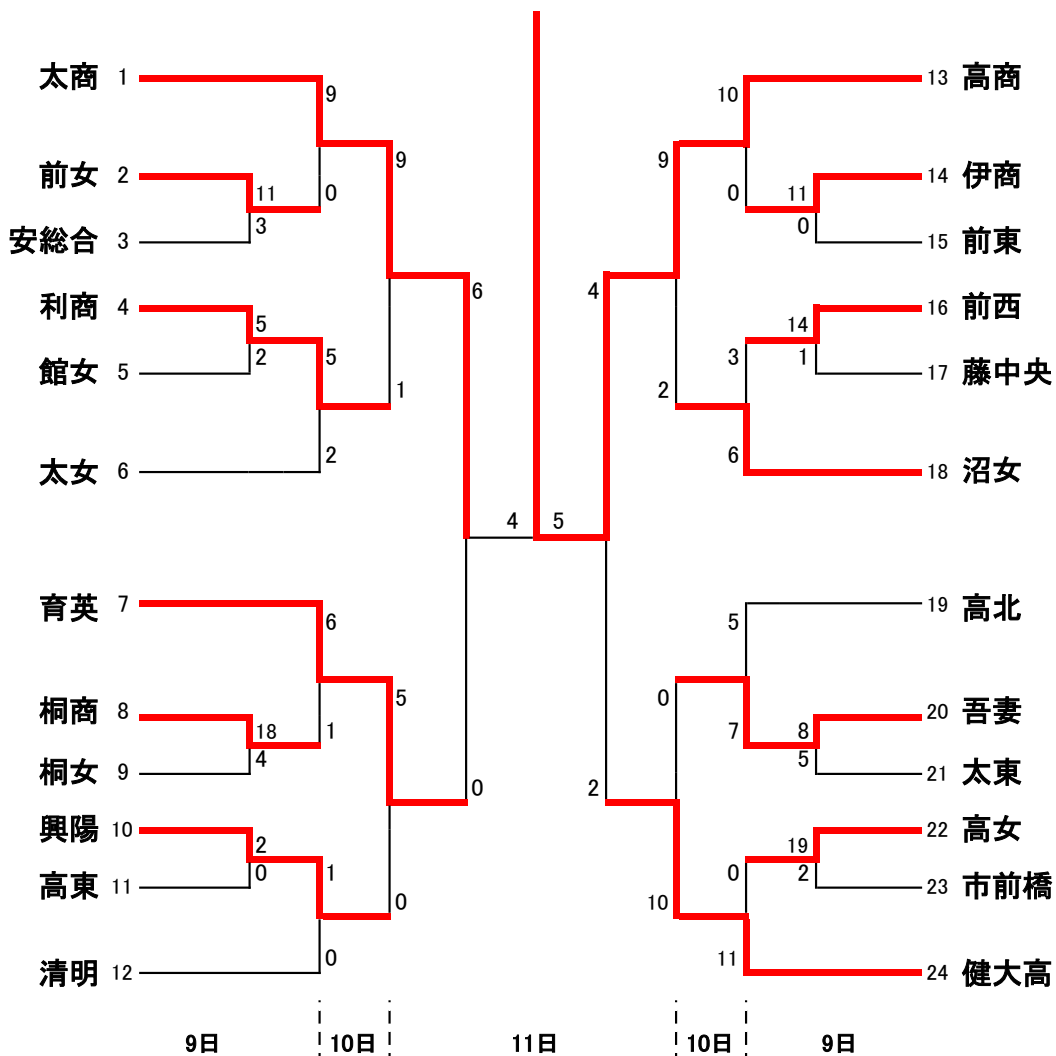 太商 1 9 10 13 高商
前女 2 11 0 9 9 0 11 14 伊商
安総合 3 3 0 15 前東
利商 4 5 6 4 14 16 前西
館女 5 2 5 1 2 3 1 17 藤中央
太女 6 2 6 18 沼女
4 5
育英 7 6 5 19 高北
桐商 8 18 1 5 0 7 8 20 吾妻
桐女 9 4 0 2 5 21 太東
興陽 10 2 19 22 高女
高東 11 0 1 0 10 0 2 23 市前橋
清明 12 0 11 24 健大高
9日 10日 11日 10日 9日